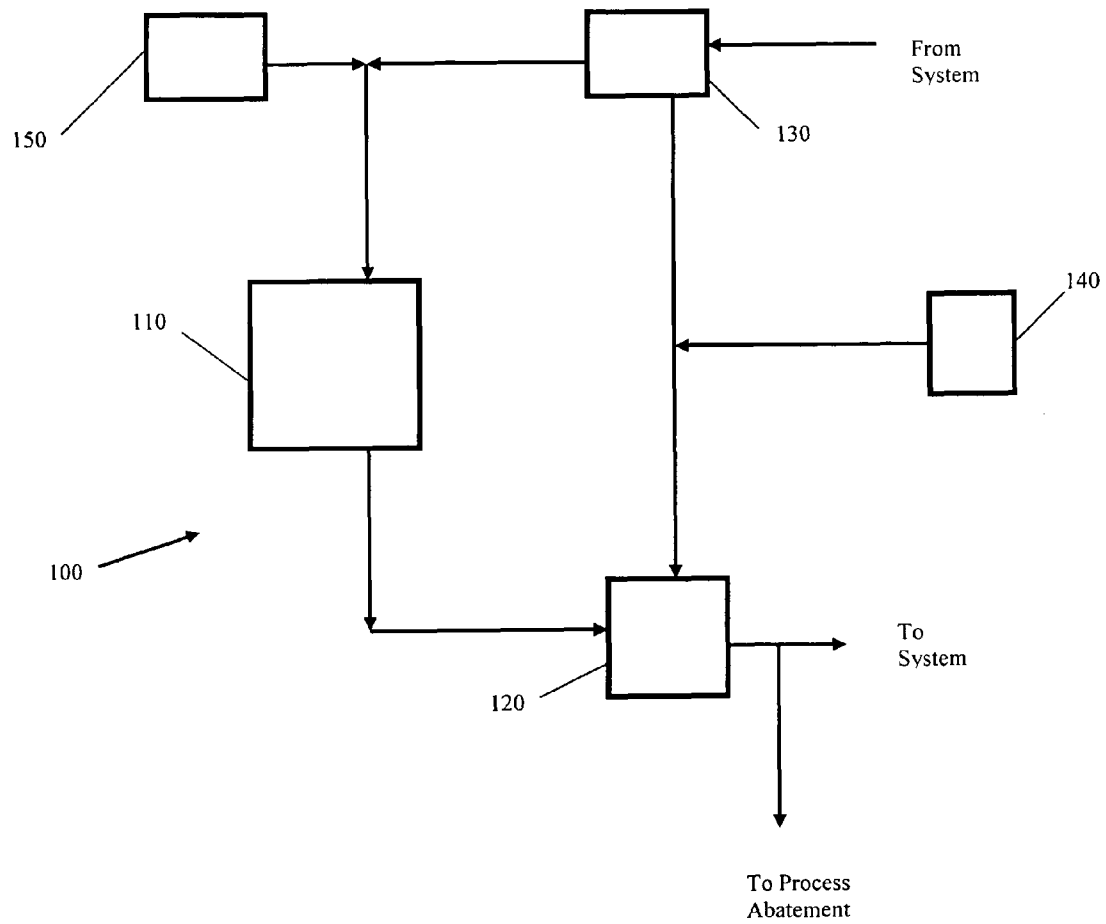 From
System
150
130
140
110
100
To
System
120
To Process
Abatement